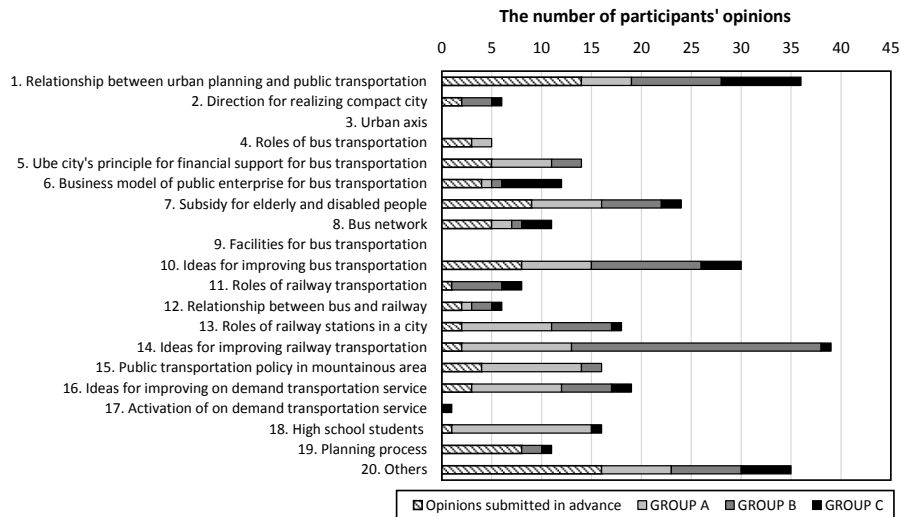 The number of participants' opinions
0 5 10 15 20 25 30 35 40 45
1. Relationship between urban planning and public transportation
2. Direction for realizing compact city
3. Urban axis
4. Roles of bus transportation
5. Ube city's principle for financial support for bus transportation
6. Business model of public enterprise for bus transportation
7. Subsidy for elderly and disabled people
8. Bus network
9. Facilities for bus transportation
10. Ideas for improving bus transportation
11. Roles of railway transportation
12. Relationship between bus and railway
13. Roles of railway stations in a city
14. Ideas for improving railway transportation
15. Public transportation policy in mountainous area
16. Ideas for improving on demand transportation service
17. Activation of on demand transportation service
18. High school students
19. Planning process
20. Others
Opinions submitted in advance GROUP A GROUP B GROUP C